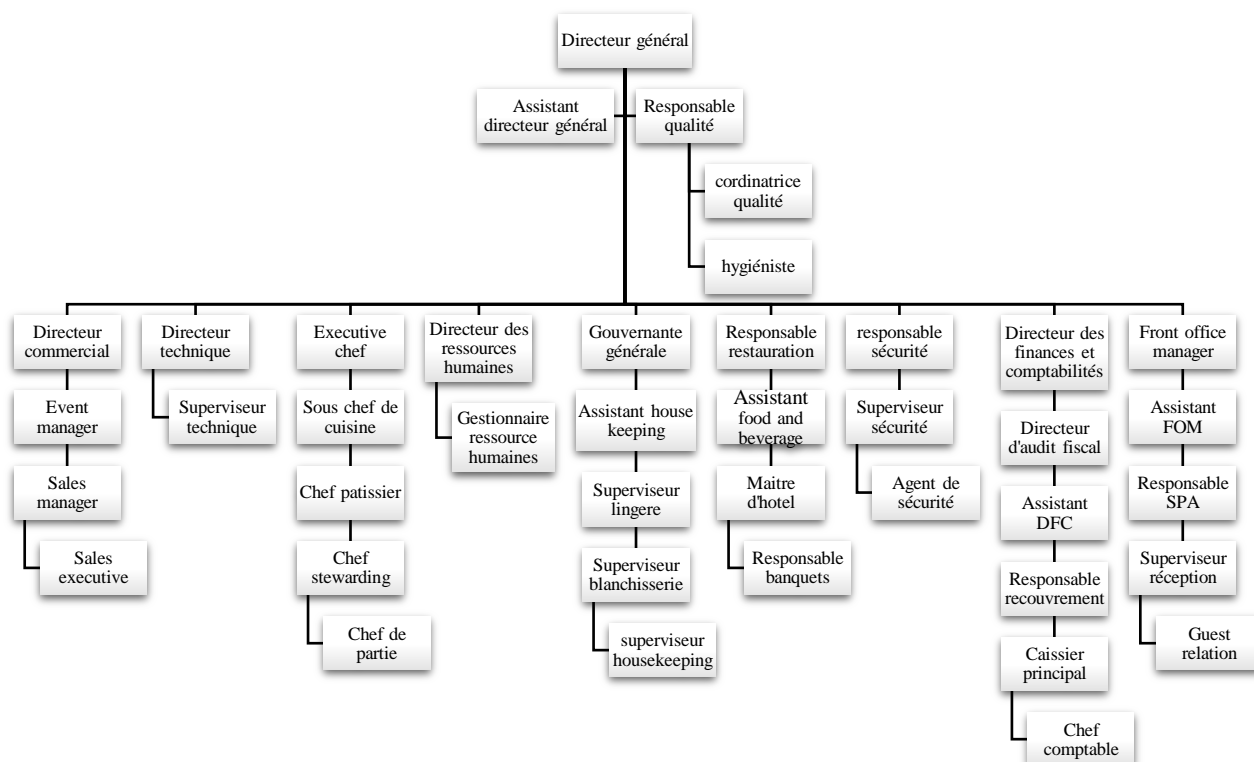 Directeur général
Assistant
directeur général
Responsable
qualité
cordinatrice
qualité
hygiéniste
Directeur
commercial
Event
manager
Sales
manager
Sales
executive
Directeur
technique
Superviseur
technique
Executive
chef
Sous chef de
cuisine
Chef patissier
Chef
stewarding
Chef de
partie
Directeur des
ressources
humaines
Gestionnaire
ressource
humaines
Gouvernante
générale
Assistant house
keeping
Superviseur
lingere
Superviseur
blanchisserie
superviseur
housekeeping
Responsable
restauration
Assistant
food and
beverage
Maitre
d'hotel
Responsable
banquets
responsable
sécurité
Superviseur
sécurité
Agent de
sécurité
Directeur des
finances et
comptabilités
Directeur
d'audit fiscal
Assistant
DFC
Responsable
recouvrement
Caissier
principal
Chef
comptable
Front office
manager
Assistant
FOM
Responsable
SPA
Superviseur
réception
Guest
relation